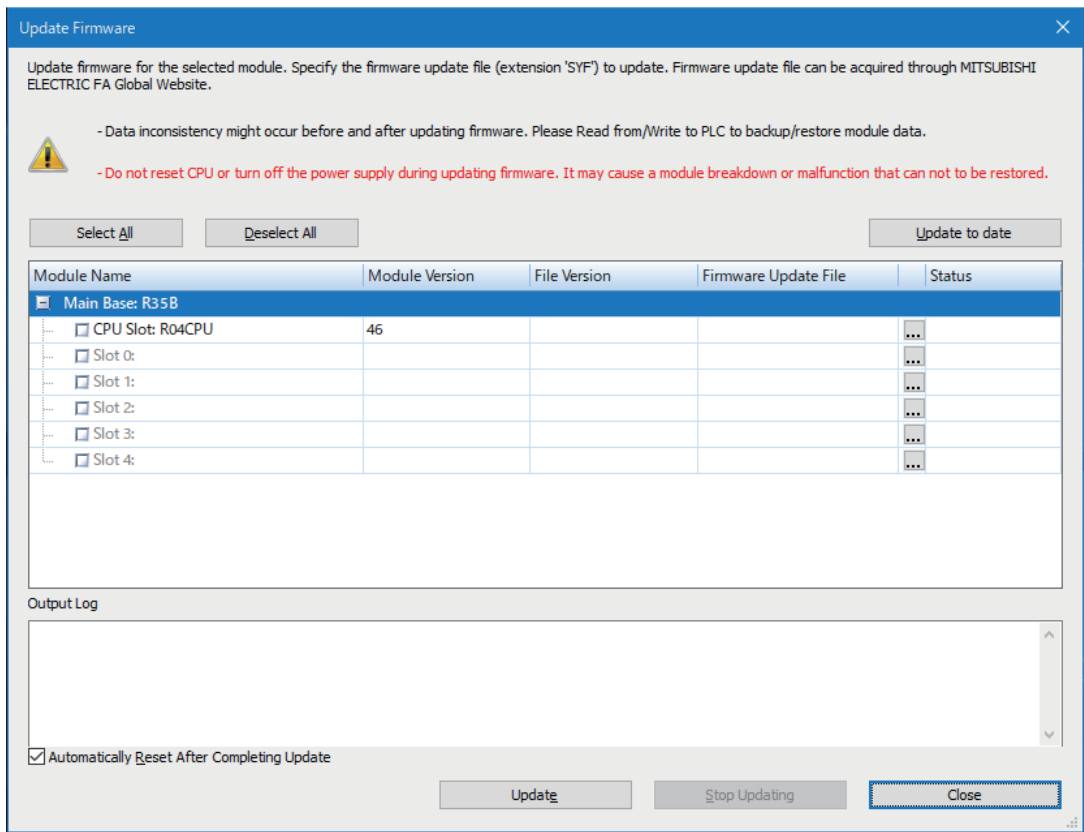 Update Firmware
Update firmware for the selected module. Specify the firmware update file (extension 'SYF') to update. Firmware update file can be acquired through MITSUBISHI
ELECTRIC FA Global Website.
- Data inconsistency might occur before and after updating firmware. Please Read from/Write to PLC to backup/restore module data.
- Do not reset CPU or turn off the power supply during updating firmware. It may cause a module breakdown or malfunction that can not to be restored.
Select All Deselect All Update to date
Module Name Module Version File Version Firmware Update File Status
Main Base: R35B
CPU Slot: R04CPU 46 ...
Slot 0: ...
Slot 1: ...
Slot 2: ...
Slot 3: ...
Slot 4: ...
Output Log
Automatically Reset After Completing Update
Update Stop Updating Close